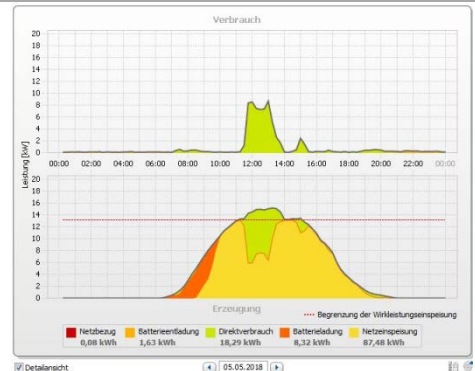 Verbrauch
20
18
16
14
12
10
8
6
4
2
0
00:00 02:00 04:00 06:00 08:00 10:00 12:00 14:00 16:00 18:00 20:00 22:00 00:00
Leistung [kW]
20
18
16
14
12
10
8
6
4
2
0
Erzeugung
Begrenzung der Wirkleistungseinspeisung
Netzbezug Batterieentladung Direktverbrauch Batterieladung Netzeinspeisung
0,08 kWh 1,63 kWh 18,29 kWh 8,32 kWh 87,48 kWh
Detailansicht 05.05.2018